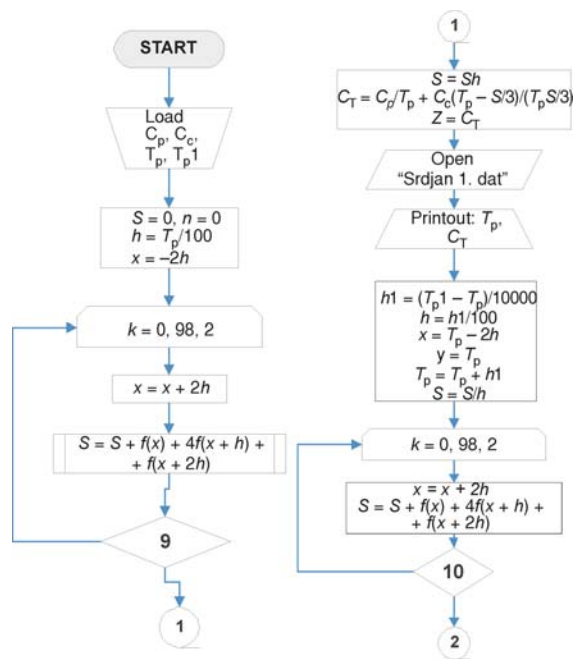 START
Load
Cp, Cc,
Tp, Tp1
S = 0, n = 0
h = Tp/100
x = –2h
k = 0, 98, 2
x = x + 2h
S = S + f(x) + 4f(x + h) +
+ f(x + 2h)
9
1
1
S = Sh
CT = Cp/Tp + Cc(Tp – S/3)/(TpS/3)
Z = CT
Open
“Srdjan 1. dat”
Printout: Tp,
CT
h1 = (Tp1 – Tp)/10000
h = h1/100
x = Tp – 2h
y = Tp
Tp = Tp + h1
S = S/h
k = 0, 98, 2
x = x + 2h
S = S + f(x) + 4f(x + h) +
+ f(x + 2h)
10
2